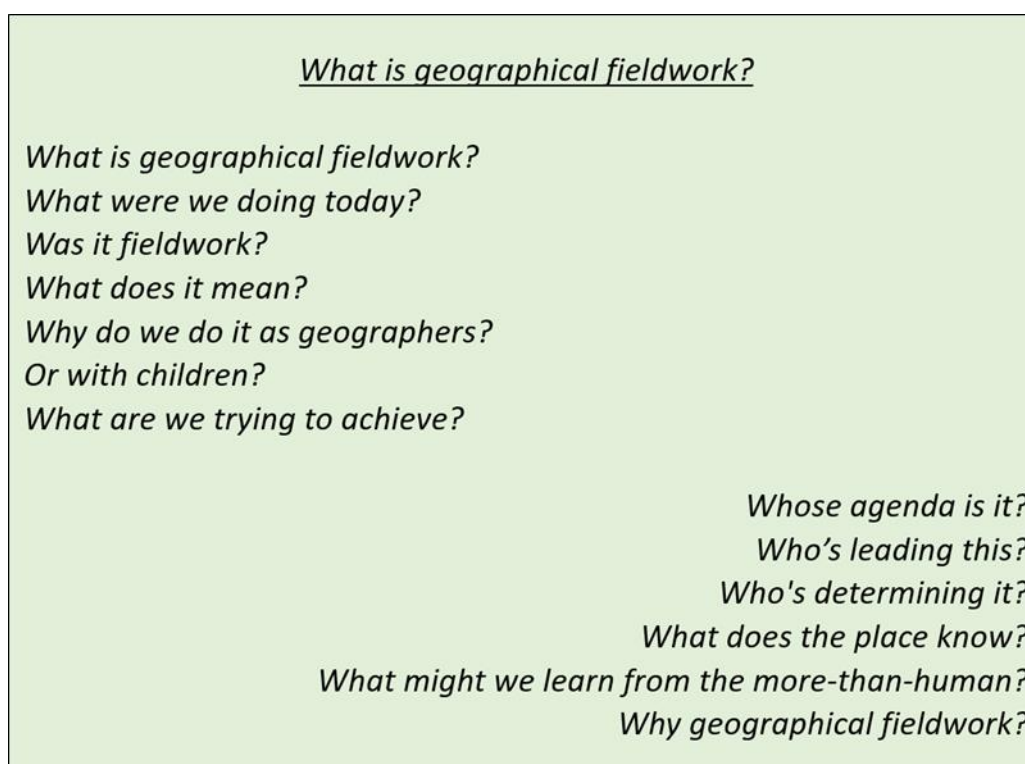 What is geographical fieldwork?
What is geographical fieldwork?
What were we doing today?
Was it fieldwork?
What does it mean?
Why do we do it as geographers?
Or with children?
What are we trying to achieve?
Whose agenda is it?
Who’s leading this?
Who's determining it?
What does the place know?
What might we learn from the more-than-human?
Why geographical fieldwork?